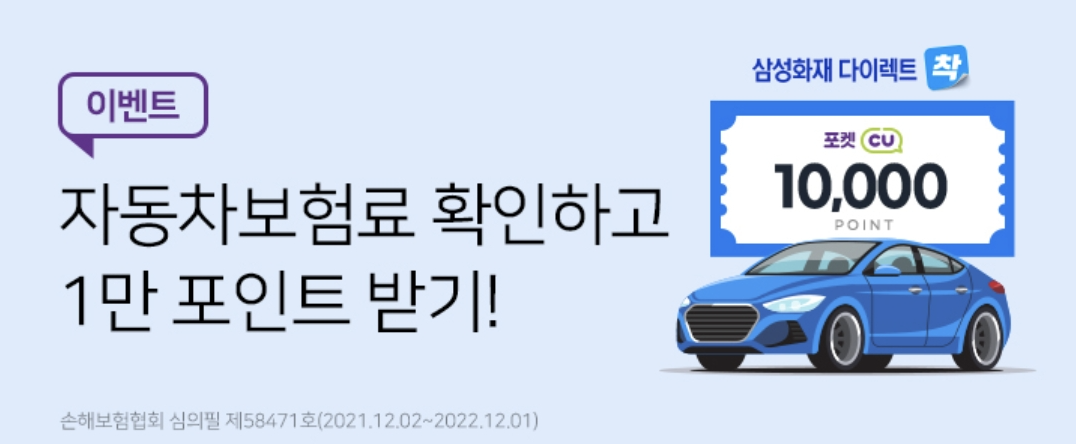 이벤트
자동차보험료 확인하고
1만 포인트 받기!
손해보험협회 심의필 제58471호(2021.12.02~2022.12.01)
삼성화재 다이렉트 착
포켓 CU
10,000
POINT